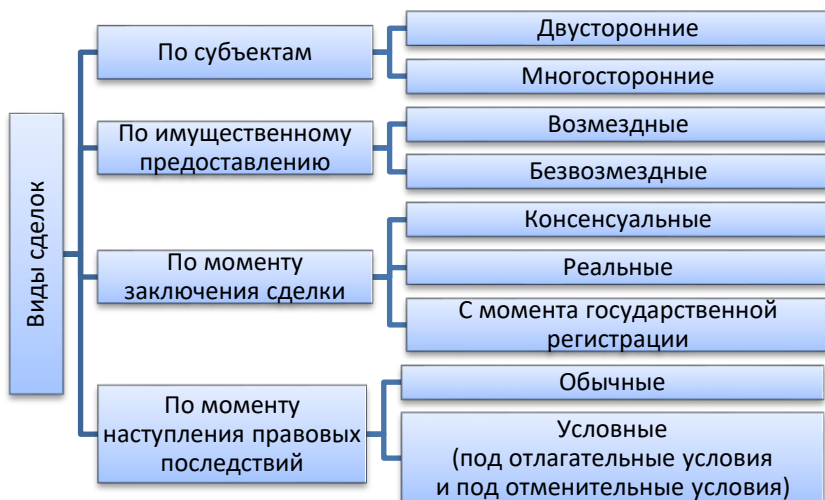 Виды сделок
По субъектам
Двусторонние
Многосторонние
По имущественному
предоставлению
Возмездные
Безвозмездные
По моменту
заключения сделки
Консенсуальные
Реальные
С момента государственной
регистрации
По моменту
наступления правовых
последствий
Обычные
Условные
(под отлагательные условия
и под отменительные условия)